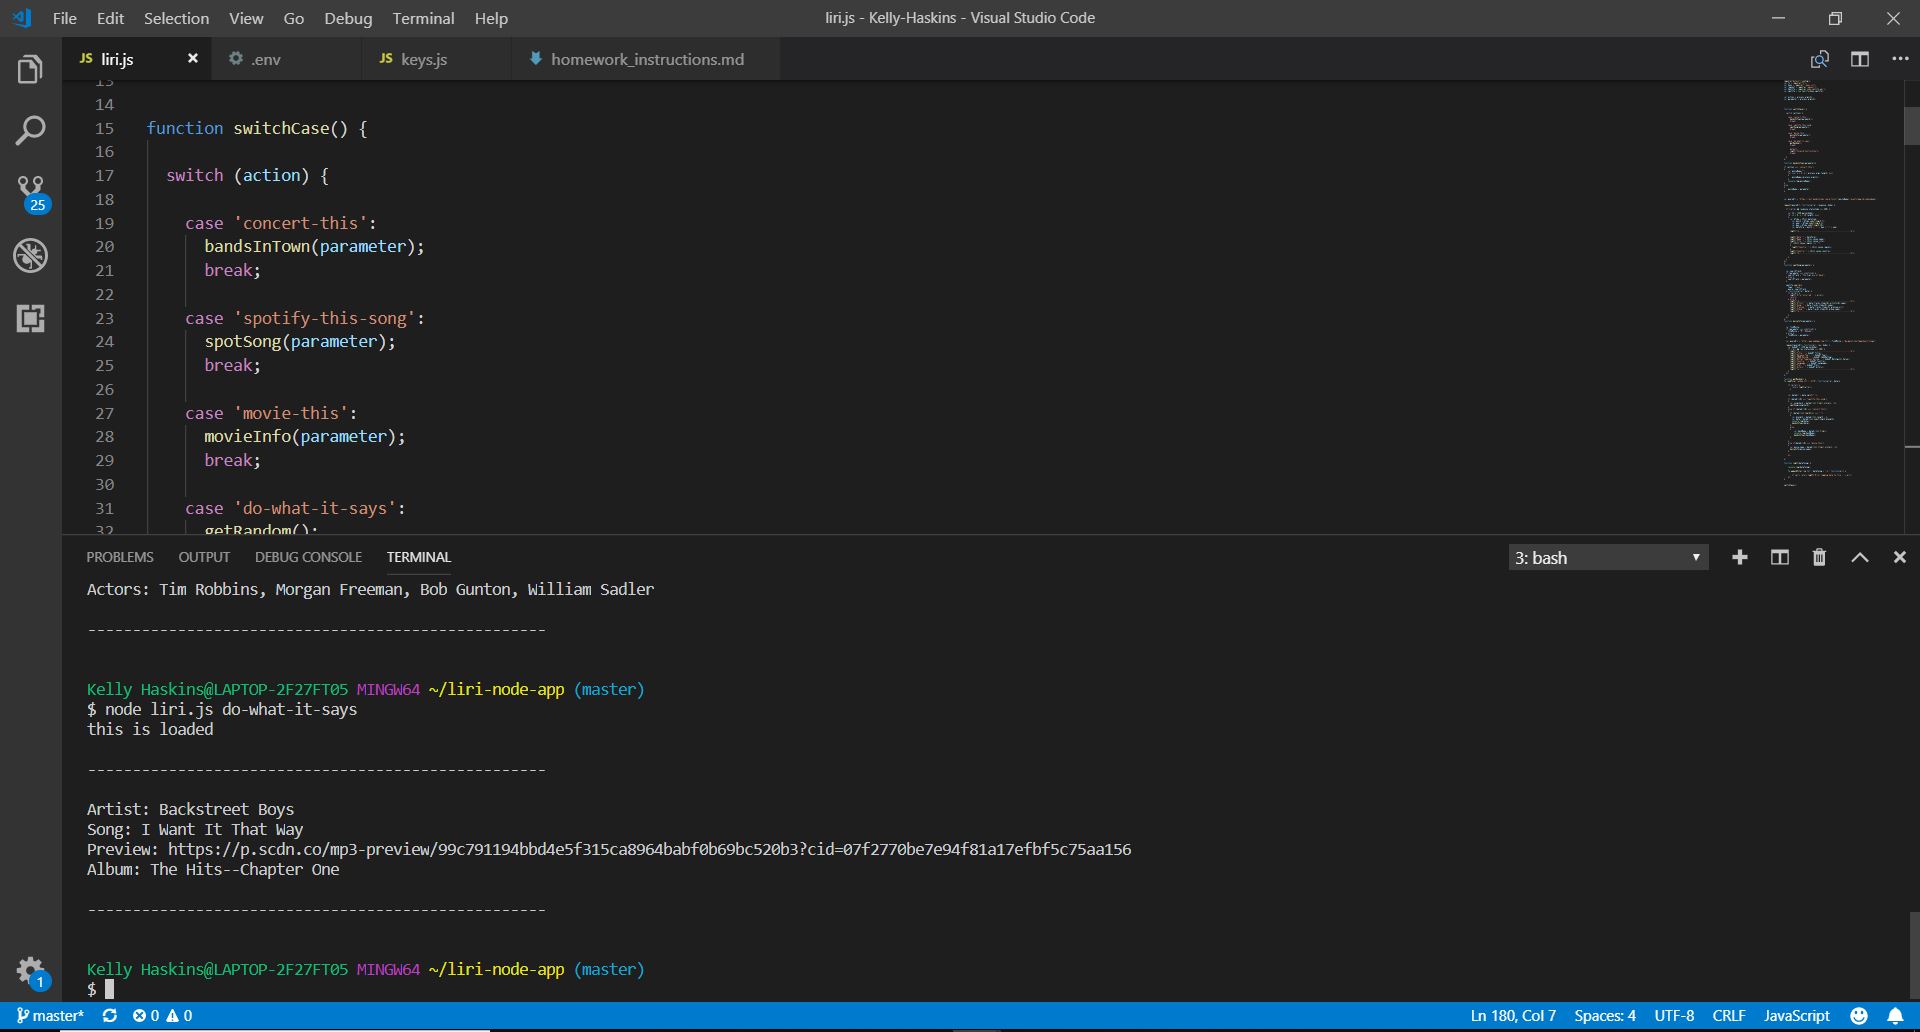 File Edit Selection View Go Debug Terminal Help
liri.js - Kelly-Haskins - Visual Studio Code
JS liri.js
.env
JS keys.js
homework_instructions.md
13
14
15 function switchCase() {
16
17 switch (action) {
18
19 case 'concert-this':
20 bandsInTown(parameter);
21 break;
22
23 case 'spotify-this-song':
24 spotSong(parameter);
25 break;
26
27 case 'movie-this':
28 movieInfo(parameter);
29 break;
30
31 case 'do-what-it-says':
32 getRandom();
25
1
PROBLEMS OUTPUT DEBUG CONSOLE TERMINAL
3: bash
Actors: Tim Robbins, Morgan Freeman, Bob Gunton, William Sadler
---------------------------------------------------
Kelly Haskins@LAPTOP-2F27FT05 MINGW64 ~/liri-node-app (master)
$ node liri.js do-what-it-says
this is loaded
---------------------------------------------------
Artist: Backstreet Boys
Song: I Want It That Way
Preview: https://p.scdn.co/mp3-preview/99c791194bbd4e5f315ca8964babf0b69bc520b3?cid=07f2770be7e94f81a17efbf5c75aa156
Album: The Hits--Chapter One
---------------------------------------------------
Kelly Haskins@LAPTOP-2F27FT05 MINGW64 ~/liri-node-app (master)
$
master* 0 0
Ln 180, Col 7 Spaces: 4 UTF-8 CRLF JavaScript